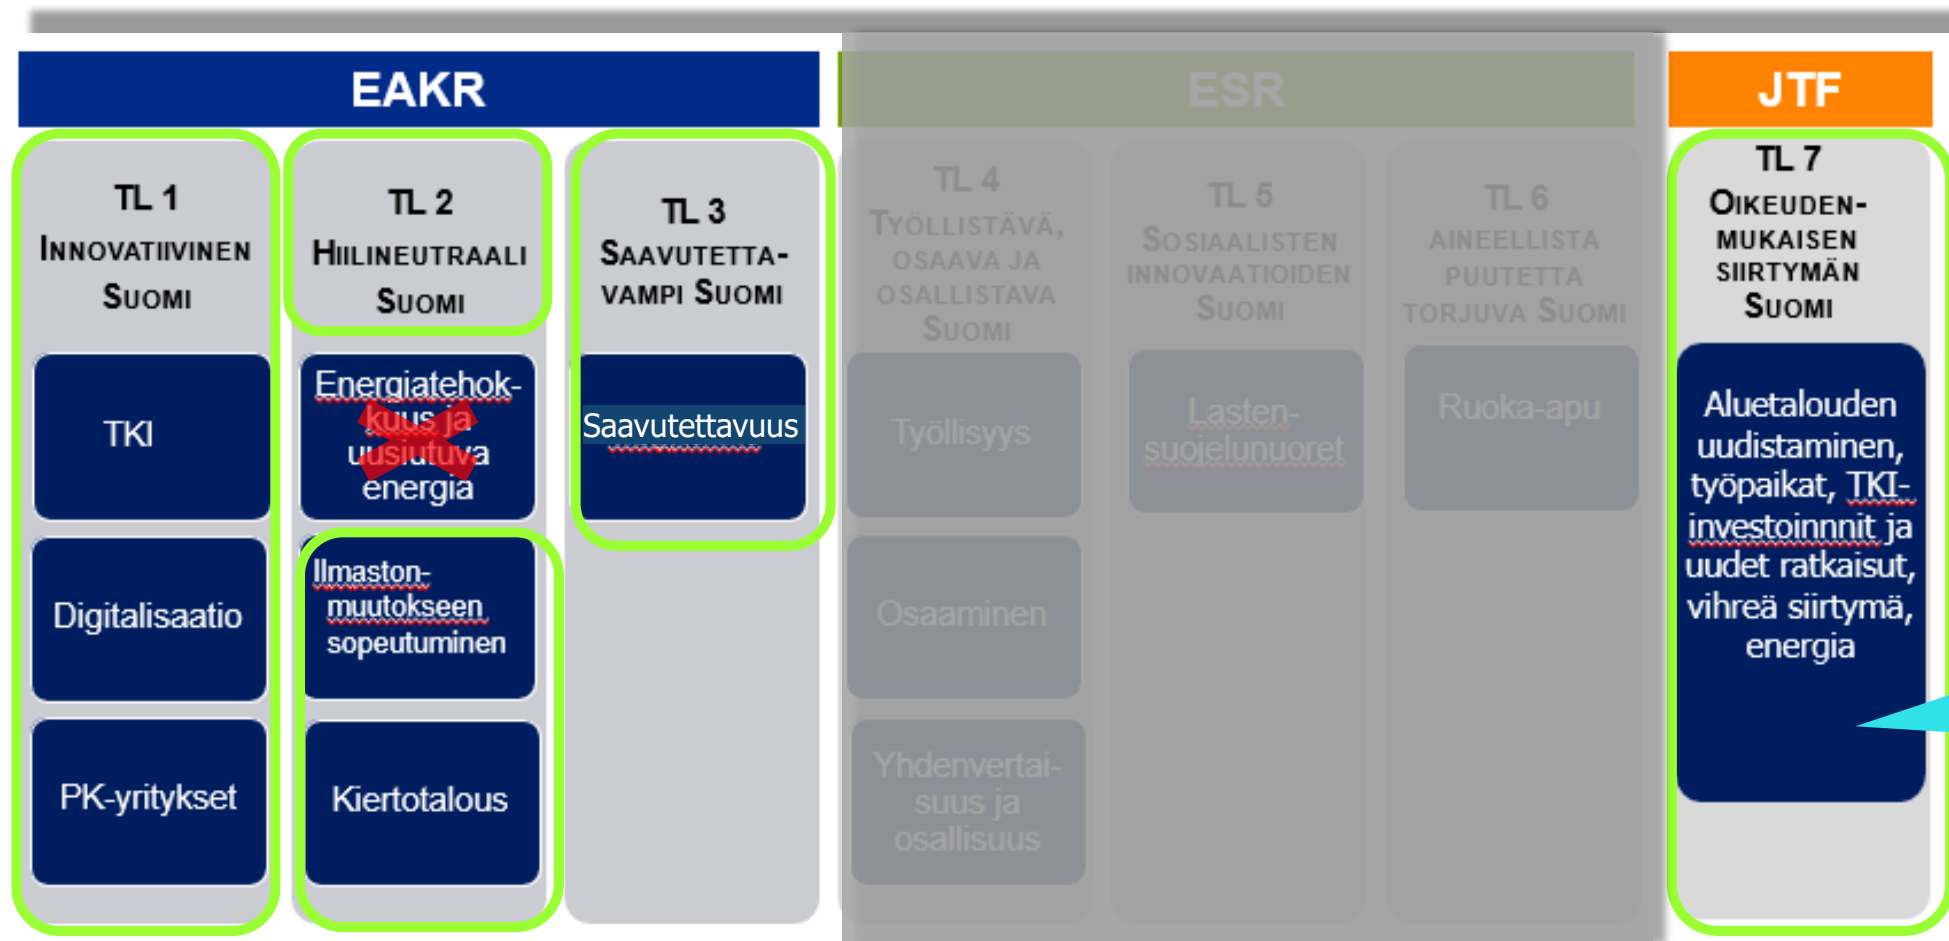 EAKR
ESR
JTF
TL 1
INNOVATIIVINEN
SUOMI
TKI
Digitalisaatio
PK-yritykset
TL 2
HIILINEUTRAALI
SUOMI
Energiatehok-
kuus ja
uusiutuva
energia
Ilmaston-
muutokseen
sopeutuminen
Kiertotalous
TL 3
SAAVUTETTA-
VAMPI SUOMI
Saavutettavuus
TL 4
TYÖLLISTÄVÄ,
OSAAVA JA
OSALLISTAVA
SUOMI
Työllisyys
Osaaminen
Yhdenvertai-
suus ja
osallisuus
TL 5
SOSIAALISTEN
INNOVAATIOIDEN
SUOMI
Lasten-
suojelunuoret
TL 6
AINEELLISTA
PUUTETTA
TORJUVA SUOMI
Ruoka-apu
TL 7
OIKEUDEN-
MUKAISEN
SIIRTYMÄN
SUOMI
Aluetalouden
uudistaminen,
työpaikat, TKI-
investoinnnit ja
uudet ratkaisut,
vihreä siirtymä,
energia